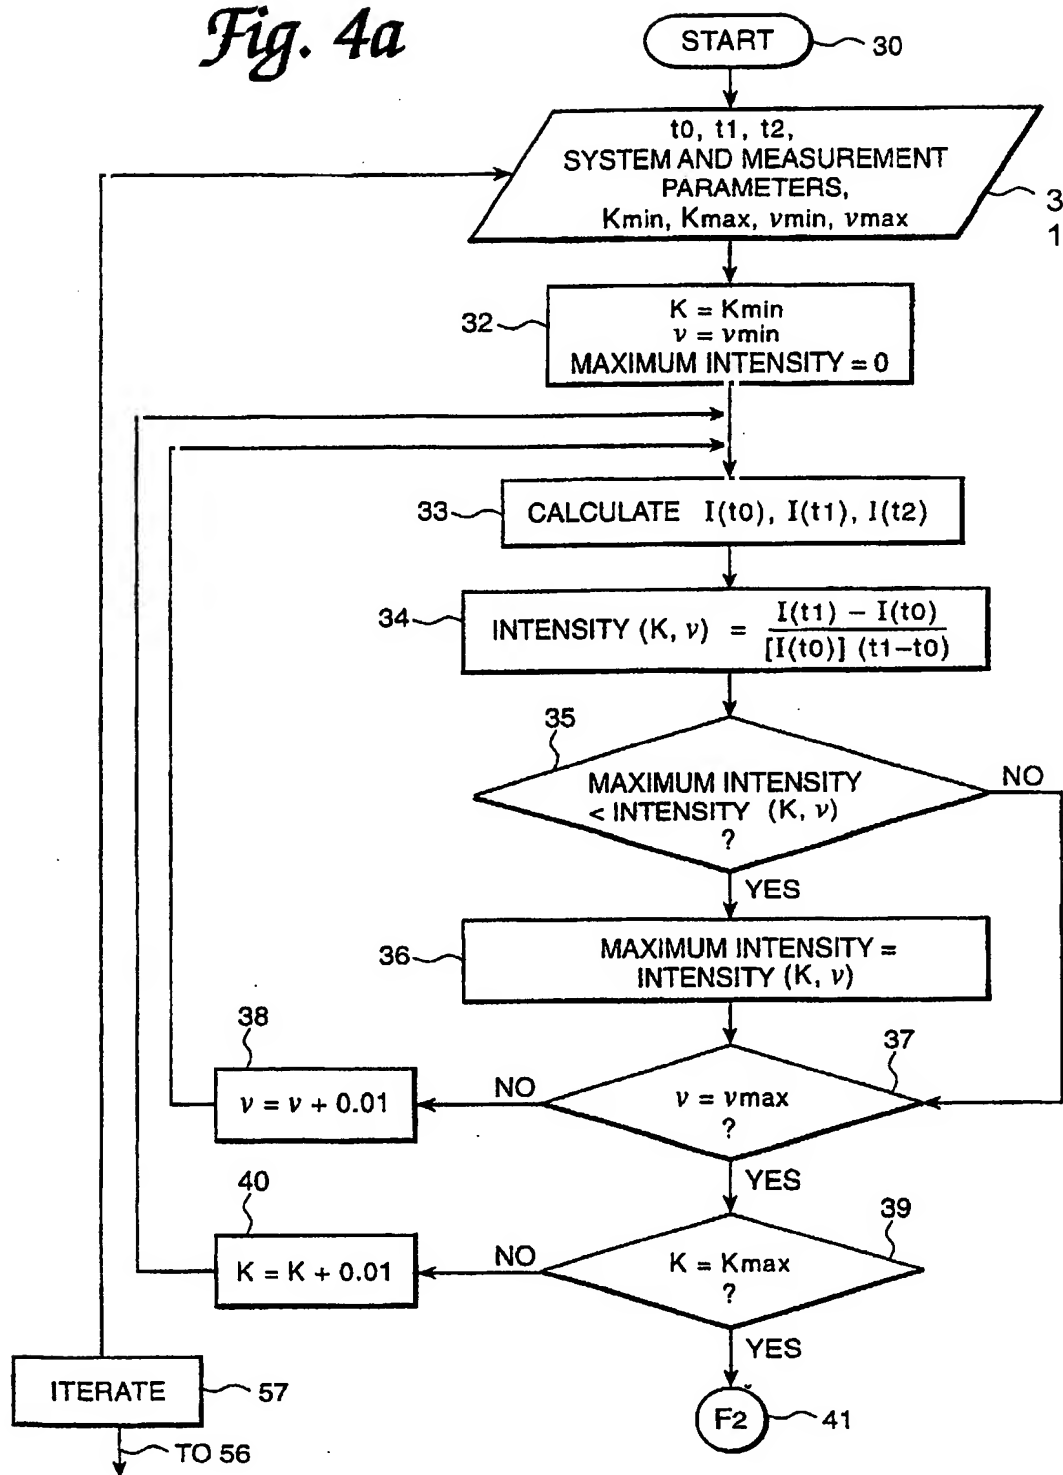 Fig. 4a
START
30
t0, t1, t2,
SYSTEM AND MEASUREMENT
PARAMETERS,
Kmin, Kmax, νmin, νmax
3
1
32
K = Kmin
ν = νmin
MAXIMUM INTENSITY = 0
33
CALCULATE I(t0), I(t1), I(t2)
34
INTENSITY (K, ν) = I(t1) – I(t0)
[I(t0)] (t1–t0)
35
MAXIMUM INTENSITY
< INTENSITY (K, ν)
?
NO
YES
36
MAXIMUM INTENSITY =
INTENSITY (K, ν)
38
37
ν = ν + 0.01
NO
ν = νmax
?
YES
40
39
K = K + 0.01
NO
K = Kmax
?
YES
ITERATE
57
F2
41
TO 56